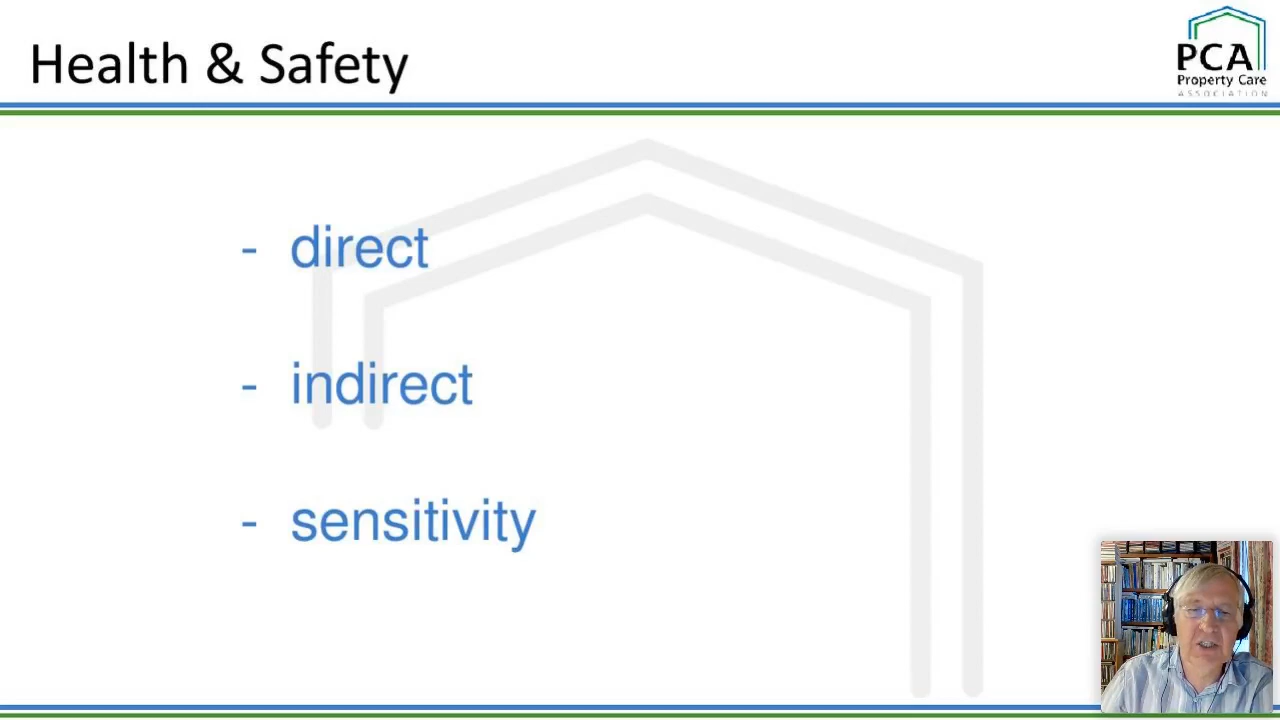 Health & Safety
PCA
Property Care
ASSOCIATION
- direct
- indirect
- sensitivity